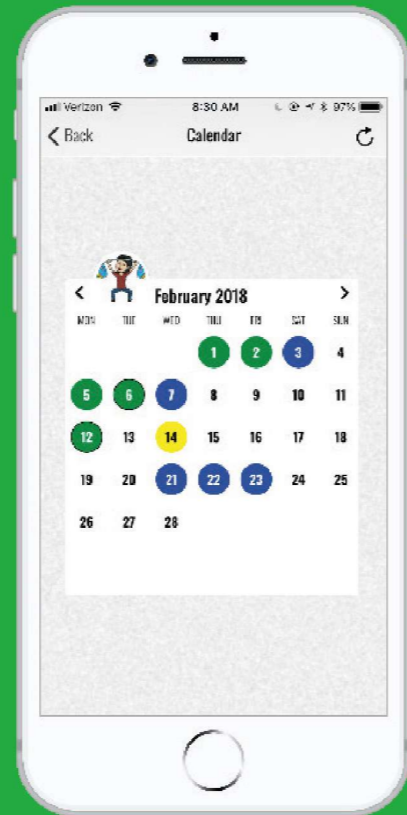 Verizon 8:30 AM 97%
Back Calendar
February 2018
MON TUE WED THU FRI SAT SUN
1 2 3 4
5 6 7 8 9 10 11
12 13 14 15 16 17 18
19 20 21 22 23 24 25
26 27 28